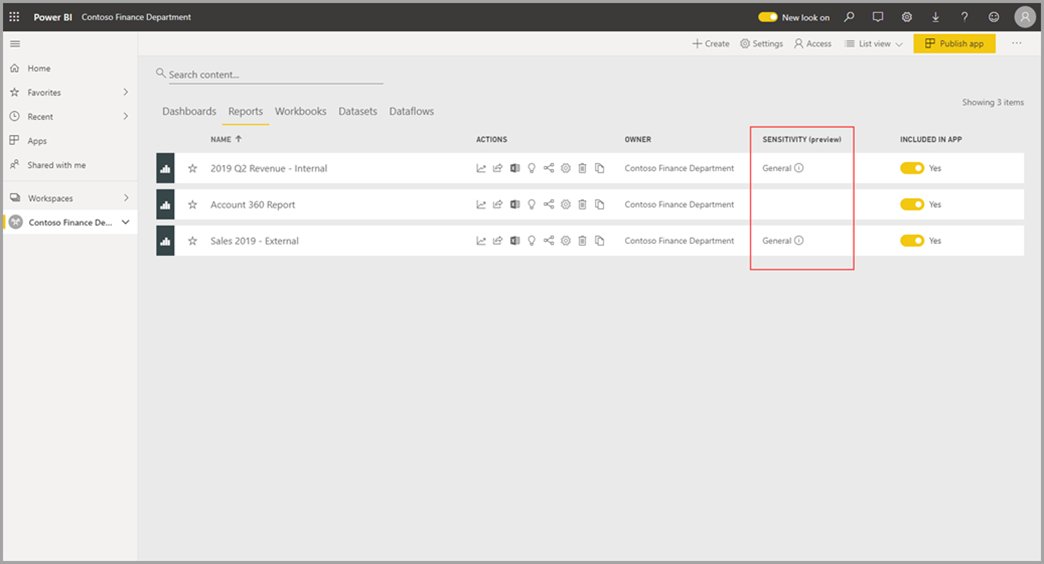 Power BI Contoso Finance Department New look on
Create Settings Access List view Publish app
Home
Favorites
Recent
Apps
Shared with me
Workspaces
Contoso Finance De...
Search content...
Showing 3 items
Dashboards Reports Workbooks Datasets Dataflows
NAME ACTIONS OWNER SENSITIVITY (preview) INCLUDED IN APP
2019 Q2 Revenue - Internal Contoso Finance Department General Yes
Account 360 Report Contoso Finance Department Yes
Sales 2019 - External Contoso Finance Department General Yes